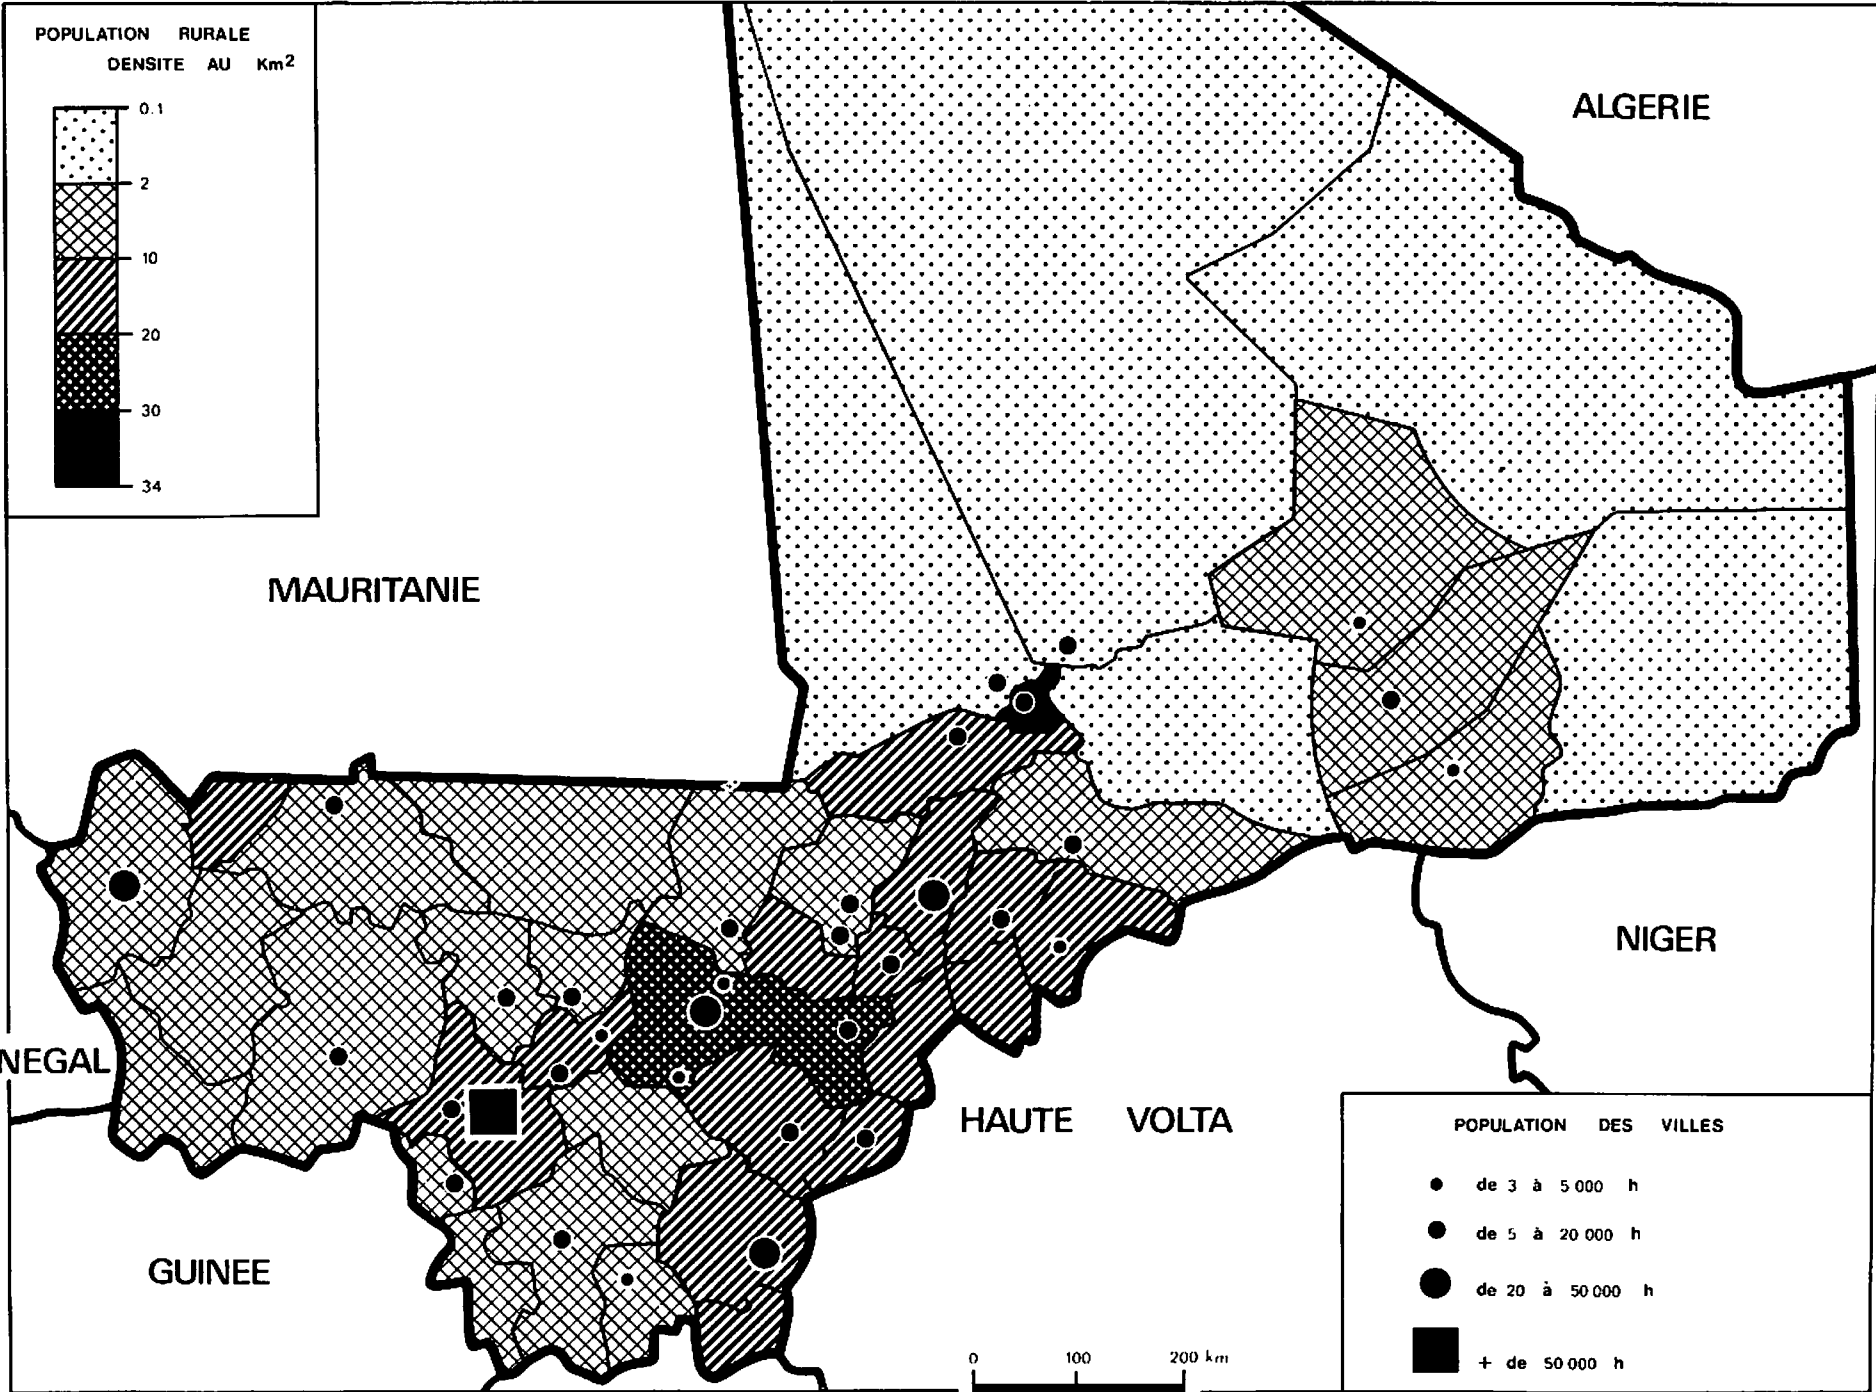 POPULATION RURALE
DENSITE AU Km²
0.1
2
10
20
30
34
ALGERIE
MAURITANIE
NIGER
NEGAL
HAUTE VOLTA
GUINEE
POPULATION DES VILLES
de 3 à 5 000 h
de 5 à 20 000 h
de 20 à 50 000 h
+ de 50 000 h
0 100 200 km